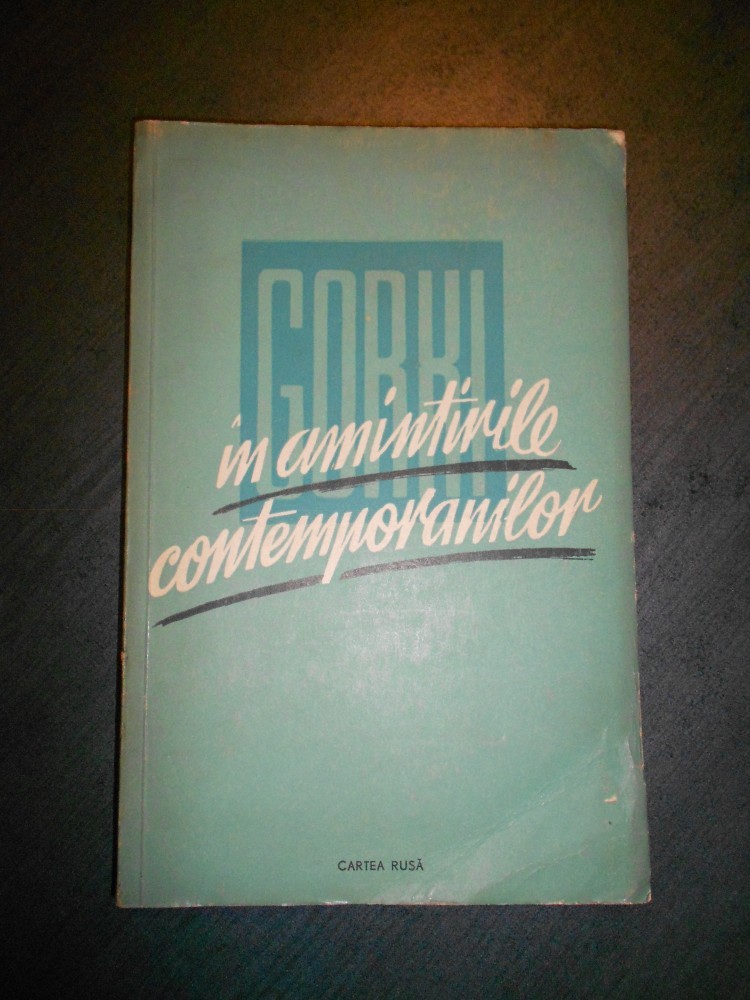 GORKI
în amintirile
contemporanilor
CARTEA RUSĂ